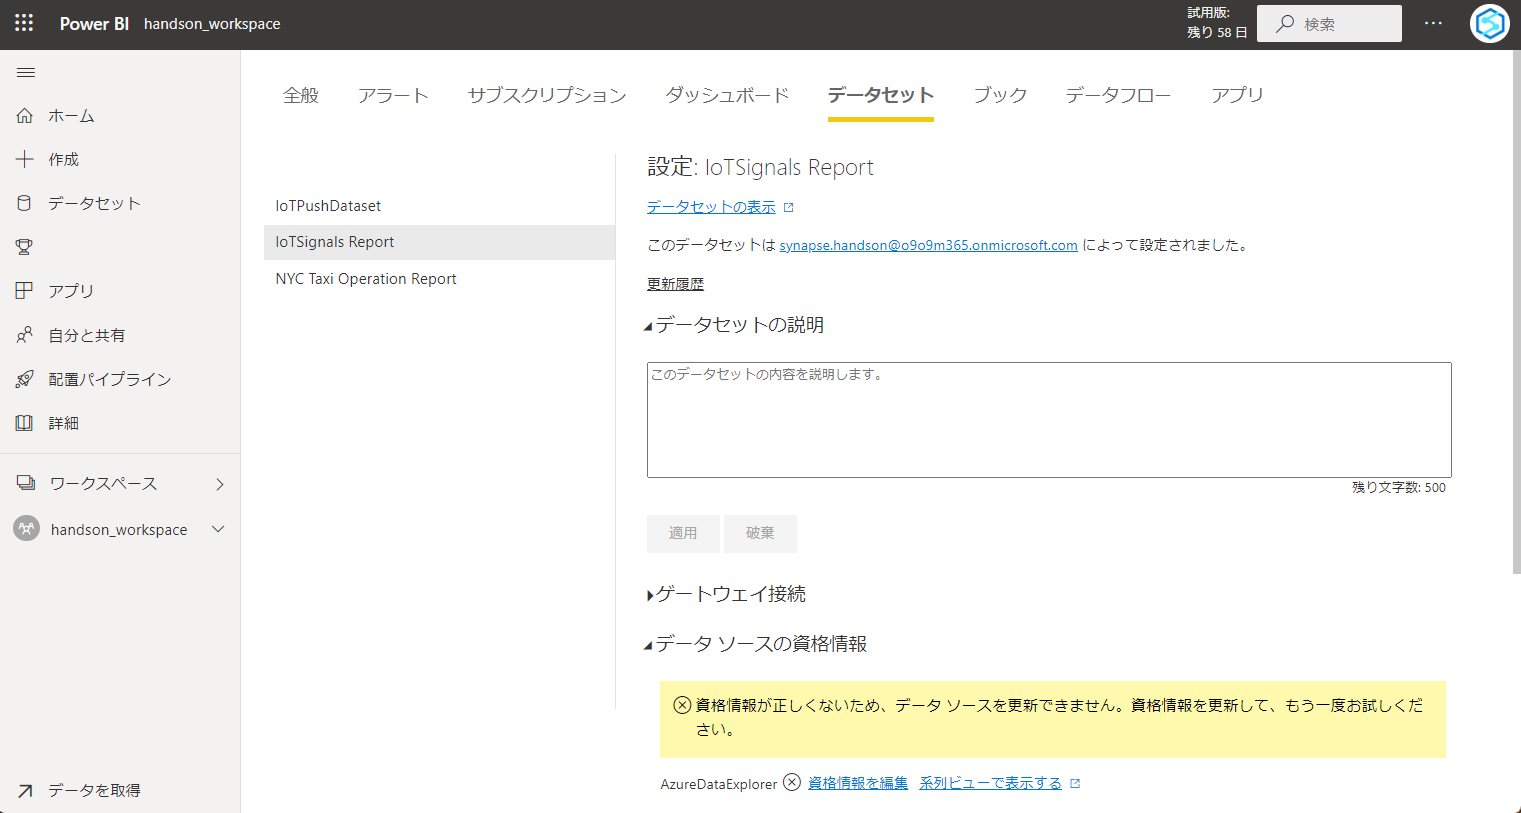 Power BI handson_workspace
試用版:
残り 58 日
検索
ホーム
作成
データセット
アプリ
自分と共有
配置パイプライン
詳細
ワークスペース
handson_workspace
データを取得
全般 アラート サブスクリプション ダッシュボード データセット ブック データフロー アプリ
IoTPushDataset
IoTSignals Report
NYC Taxi Operation Report
設定: IoTSignals Report
データセットの表示
このデータセットは synapse.handson@o9o9m365.onmicrosoft.com によって設定されました。
更新履歴
データセットの説明
このデータセットの内容を説明します。
残り文字数: 500
適用 破棄
ゲートウェイ接続
データ ソースの資格情報
資格情報が正しくないため、データ ソースを更新できません。資格情報を更新して、もう一度お試しくだ
さい。
AzureDataExplorer 資格情報を編集 系列ビューで表示する